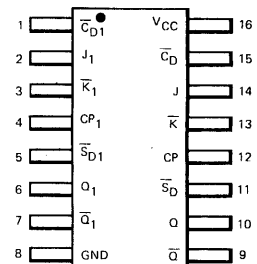 1 C̅D1 VCC 16
2 J1 C̅D 15
3 K̅1 J 14
4 CP1 K̅ 13
5 S̅D1 CP 12
6 Q1 S̅D 11
7 Q̅1 Q 10
8 GND Q̅ 9